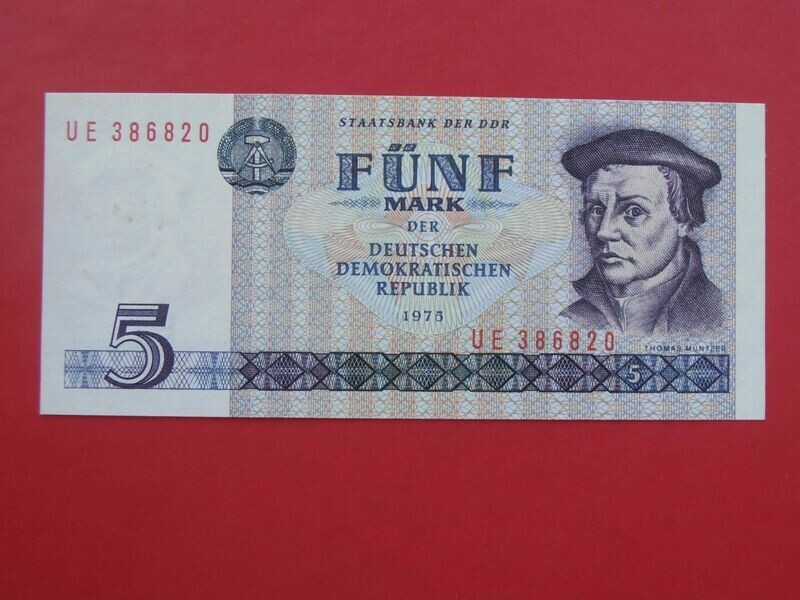 UE 386820
STAATSBANK DER DDR
FÜNF
MARK
DER
DEUTSCHEN
DEMOKRATISCHEN
REPUBLIK
1975
UE 386820
THOMAS MÜNTZER
5
5